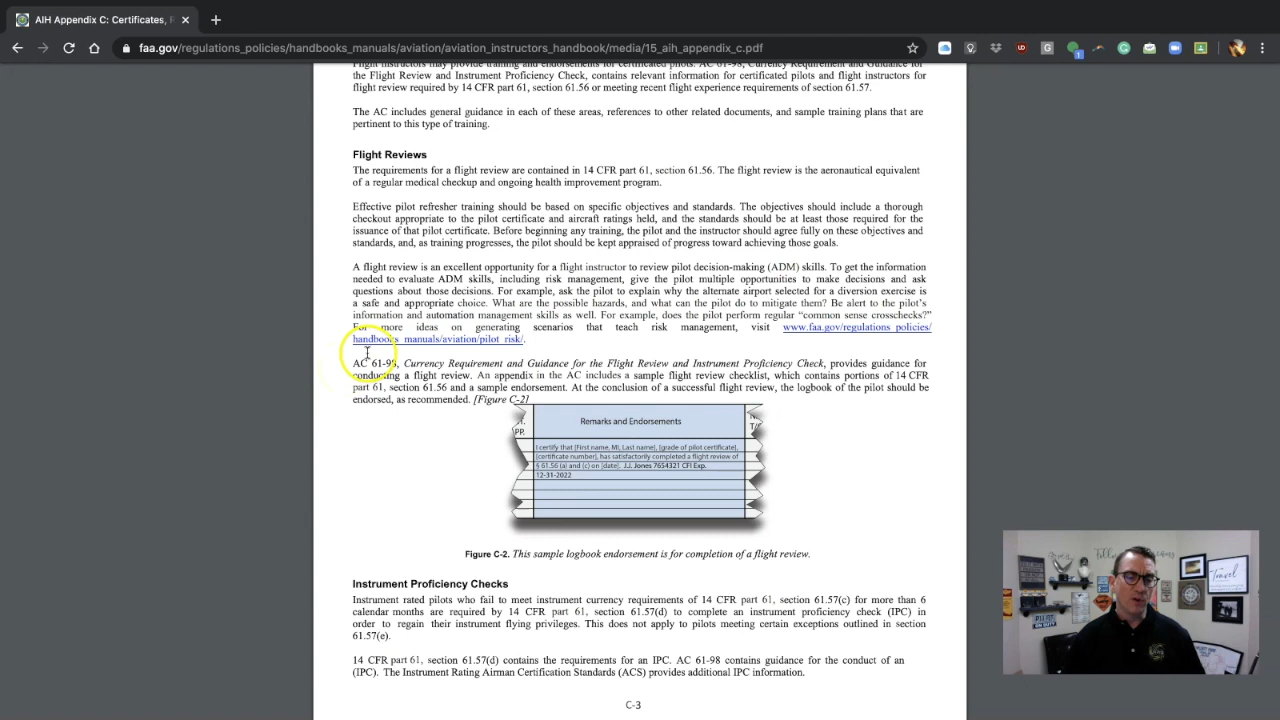 AIH Appendix C: Certificates, R
faa.gov/regulations_policies/handbooks_manuals/aviation/aviation_instructors_handbook/media/15_aih_appendix_c.pdf
Flight instructors may provide training and endorsements for certificated pilots. AC 61-98, Currency Requirement and Guidance for
the Flight Review and Instrument Proficiency Check, contains relevant information for certificated pilots and flight instructors for
flight review required by 14 CFR part 61, section 61.56 or meeting recent flight experience requirements of section 61.57.
The AC includes general guidance in each of these areas, references to other related documents, and sample training plans that are
pertinent to this type of training.
Flight Reviews
The requirements for a flight review are contained in 14 CFR part 61, section 61.56. The flight review is the aeronautical equivalent
of a regular medical checkup and ongoing health improvement program.
Effective pilot refresher training should be based on specific objectives and standards. The objectives should include a thorough
checkout appropriate to the pilot certificate and aircraft ratings held, and the standards should be at least those required for the
issuance of that pilot certificate. Before beginning any training, the pilot and the instructor should agree fully on these objectives and
standards, and, as training progresses, the pilot should be kept appraised of progress toward achieving those goals.
A flight review is an excellent opportunity for a flight instructor to review pilot decision-making (ADM) skills. To get the information
needed to evaluate ADM skills, including risk management, give the pilot multiple opportunities to make decisions and ask
questions about those decisions. For example, ask the pilot to explain why the alternate airport selected for a diversion exercise is
a safe and appropriate choice. What are the possible hazards, and what can the pilot do to mitigate them? Be alert to the pilot’s
information and automation management skills as well. For example, does the pilot perform regular “common sense crosschecks?”
For more ideas on generating scenarios that teach risk management, visit www.faa.gov/regulations_policies/
handbooks_manuals/aviation/pilot_risk/.
AC 61-98, Currency Requirement and Guidance for the Flight Review and Instrument Proficiency Check, provides guidance for
conducting a flight review. An appendix in the AC includes a sample flight review checklist, which contains portions of 14 CFR
part 61, section 61.56 and a sample endorsement. At the conclusion of a successful flight review, the logbook of the pilot should be
endorsed, as recommended. [Figure C-2]
Remarks and Endorsements
PP.
T/
I certify that [First name, MI, Last name], [grade of pilot certificate],
[certificate number], has satisfactorily completed a flight review of
§ 61.56 (a) and (c) on [date]. J.J. Jones 7654321 CFI Exp.
12-31-2022
Figure C-2. This sample logbook endorsement is for completion of a flight review.
Instrument Proficiency Checks
Instrument rated pilots who fail to meet instrument currency requirements of 14 CFR part 61, section 61.57(c) for more than 6
calendar months are required by 14 CFR part 61, section 61.57(d) to complete an instrument proficiency check (IPC) in
order to regain their instrument flying privileges. This does not apply to pilots meeting certain exceptions outlined in section
61.57(e).
14 CFR part 61, section 61.57(d) contains the requirements for an IPC. AC 61-98 contains guidance for the conduct of an
(IPC). The Instrument Rating Airman Certification Standards (ACS) provides additional IPC information.
C-3
Travel